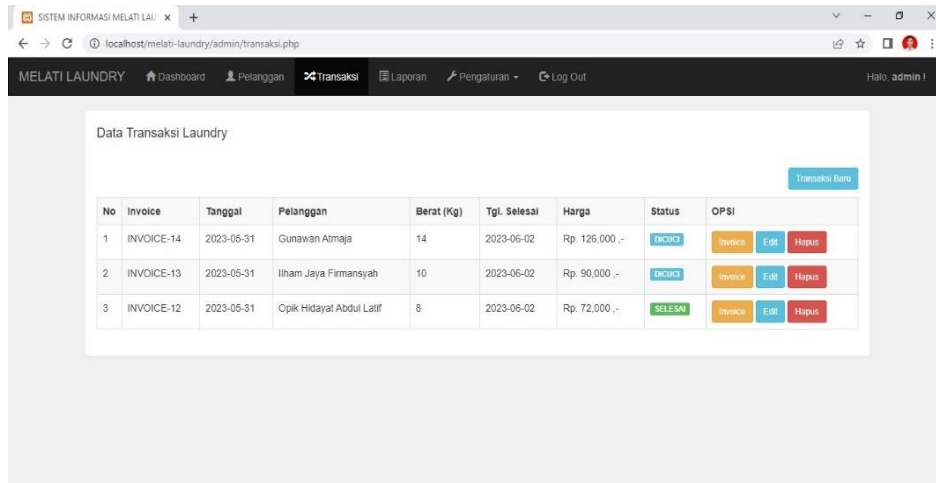 SISTEM INFORMASI MELATI LAU
localhost/melati-laundry/admin/transaksi.php
MELATI LAUNDRY Dashboard Pelanggan Transaksi Laporan Pengaturan Log Out Halo, admin !
Data Transaksi Laundry
Transaksi Baru
No Invoice Tanggal Pelanggan Berat (Kg) Tgl. Selesai Harga Status OPSI
1 INVOICE-14 2023-05-31 Gunawan Atmaja 14 2023-06-02 Rp. 126,000 ,- DICUCI Invoice Edit Hapus
2 INVOICE-13 2023-05-31 Ilham Jaya Firmansyah 10 2023-06-02 Rp. 90,000 ,- DICUCI Invoice Edit Hapus
3 INVOICE-12 2023-05-31 Opik Hidayat Abdul Latif 8 2023-06-02 Rp. 72,000 ,- SELESAI Invoice Edit Hapus